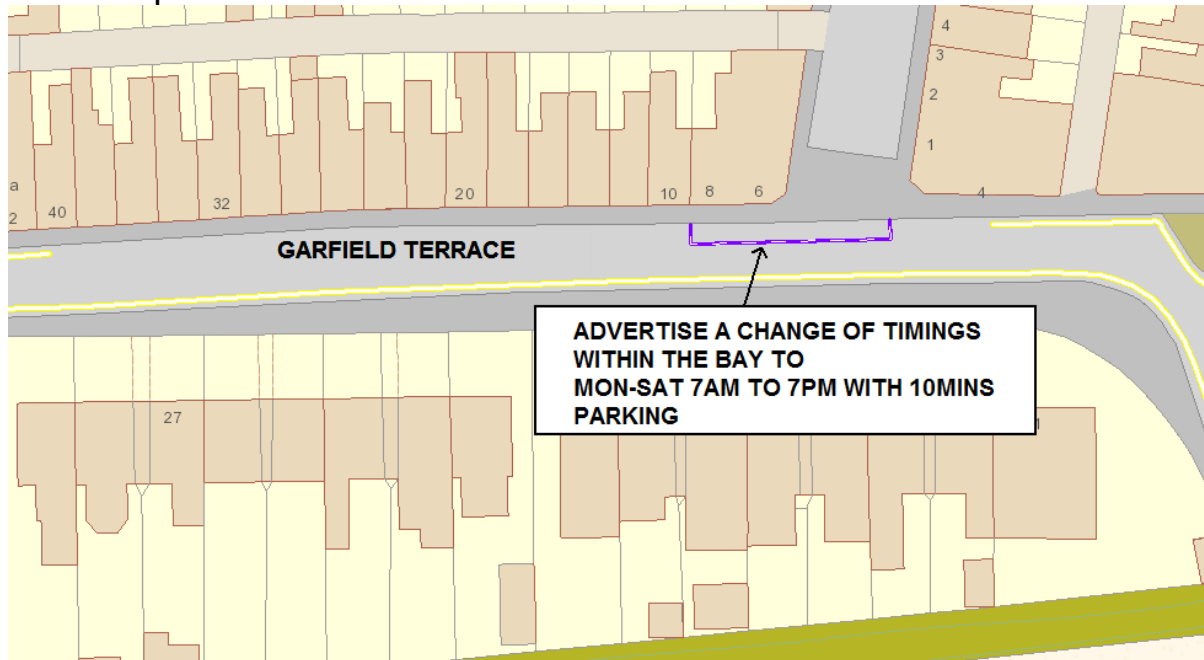 4
3
2
1
a
2
40
32
20
10
8
6
4
GARFIELD TERRACE
ADVERTISE A CHANGE OF TIMINGS
WITHIN THE BAY TO
MON-SAT 7AM TO 7PM WITH 10MINS
PARKING
27